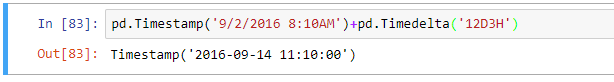 In [83]: pd.Timestamp('9/2/2016 8:10AM')+pd.Timedelta('12D3H')
Out[83]: Timestamp('2016-09-14 11:10:00')